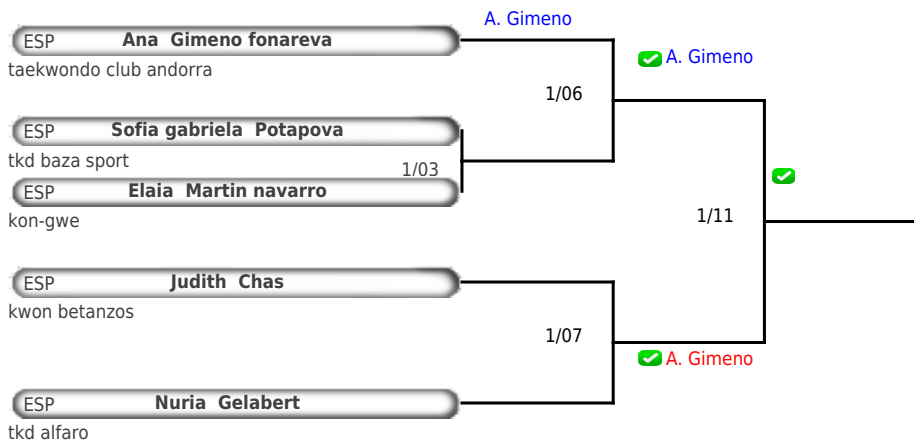 A. Gimeno
ESP Ana Gimeno fonareva
taekwondo club andorra
A. Gimeno
1/06
ESP Sofia gabriela Potapova
tkd baza sport
1/03
ESP Elaia Martin navarro
kon-gwe
1/11
ESP Judith Chas
kwon betanzos
1/07
A. Gimeno
ESP Nuria Gelabert
tkd alfaro